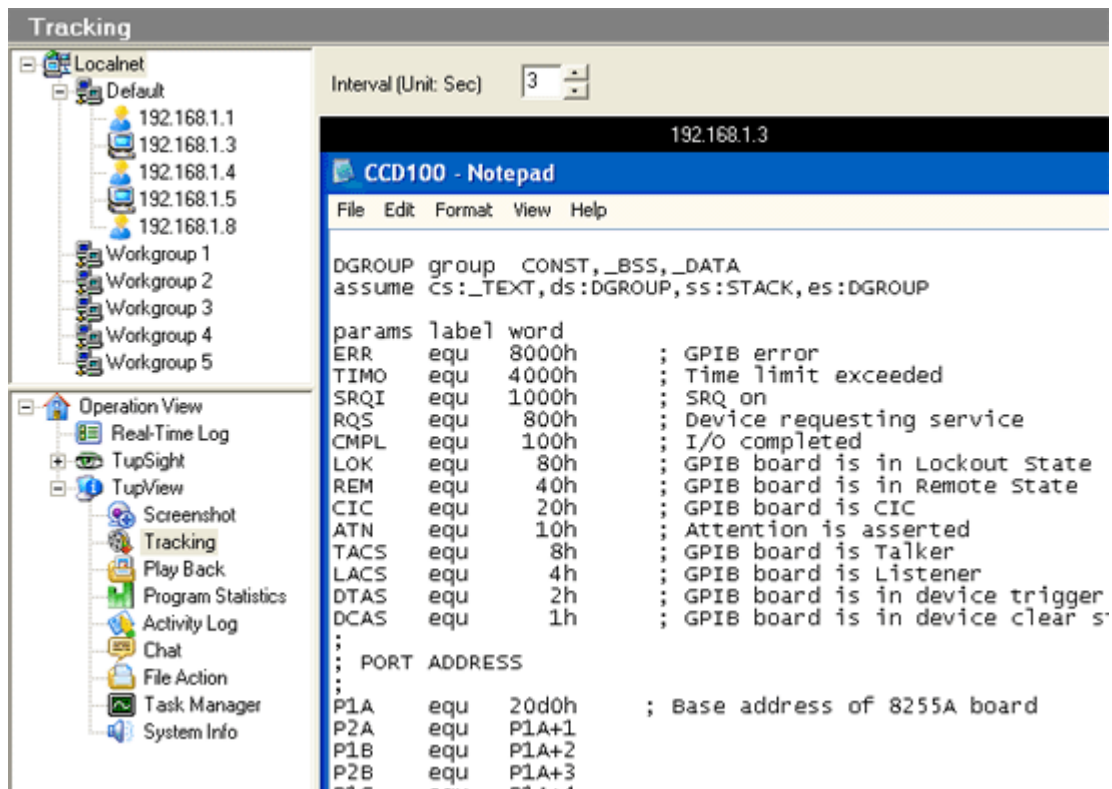 Tracking
Localnet
Default
192.168.1.1
192.168.1.3
192.168.1.4
192.168.1.5
192.168.1.8
Workgroup 1
Workgroup 2
Workgroup 3
Workgroup 4
Workgroup 5
Operation View
Real-Time Log
TupSight
TupView
Screenshot
Tracking
Play Back
Program Statistics
Activity Log
Chat
File Action
Task Manager
System Info
Interval (Unit: Sec) 3
192.168.1.3
CCD100 - Notepad
File Edit Format View Help
DGROUP group CONST,_BSS,_DATA
assume cs:_TEXT,ds:DGROUP,ss:STACK,es:DGROUP
params label word
ERR equ 8000h ; GPIB error
TIMO equ 4000h ; Time limit exceeded
SRQI equ 1000h ; SRQ on
RQS equ 800h ; Device requesting service
CMPL equ 100h ; I/O completed
LOK equ 80h ; GPIB board is in Lockout State
REM equ 40h ; GPIB board is in Remote State
CIC equ 20h ; GPIB board is CIC
ATN equ 10h ; Attention is asserted
TACS equ 8h ; GPIB board is Talker
LACS equ 4h ; GPIB board is Listener
DTAS equ 2h ; GPIB board is in device trigger
DCAS equ 1h ; GPIB board is in device clear
;
; PORT ADDRESS
;
P1A equ 20d0h ; Base address of 8255A board
P2A equ P1A+1
P1B equ P1A+2
P2B equ P1A+3